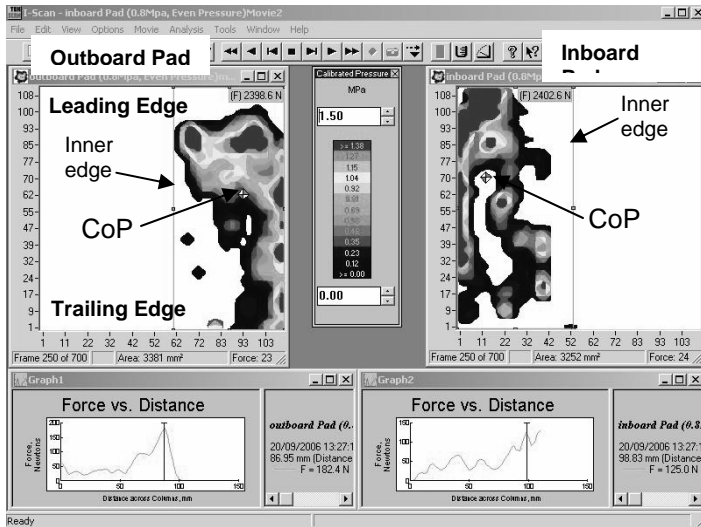 I-Scan - inboard Pad (0.8Mpa, Even Pressure)Movie2
File Edit View Options Movie Analysis Tools Window Help
Outboard Pad
Inboard
outboard Pad (0.8Mpa, Even Pressure)m...
Calibrated Pressure
inboard Pad (0.8Mp
108-
100-
93-
85-
77-
70-
62-
55-
47-
39-
32-
24-
17-
9-
1-
Leading Edge
(F) 2398.6 N
Inner
edge
CoP
Trailing Edge
1 11 22 32 42 52 62 72 83 93 103
Frame 250 of 700
Area: 3381 mm²
Force: 23
MPa
1.50
>= 1.38
1.27
1.15
1.04
0.92
0.81
0.69
0.58
0.46
0.35
0.23
0.12
>= 0.00
0.00
108-
100-
93-
85-
77-
70-
62-
55-
47-
39-
32-
24-
17-
9-
1-
(F) 2402.6 N
Inner
edge
CoP
1 11 22 32 42 52 62 72 83 93 103
Frame 250 of 700
Area: 3252 mm²
Force: 24
Graph1
Force vs. Distance
Force,
Newtons
200
150
100
50
0
0 50 100 150
Distance across Columns, mm
outboard Pad (0.
20/09/2006 13:27:1
86.95 mm (Distance
F = 182.4 N
Graph2
Force vs. Distance
Force,
Newtons
150
100
50
0
0 50 100 150
Distance across Columns, mm
inboard Pad (0.8
20/09/2006 13:27:1
98.83 mm (Distance
F = 125.0 N
Ready